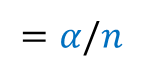 = α/n